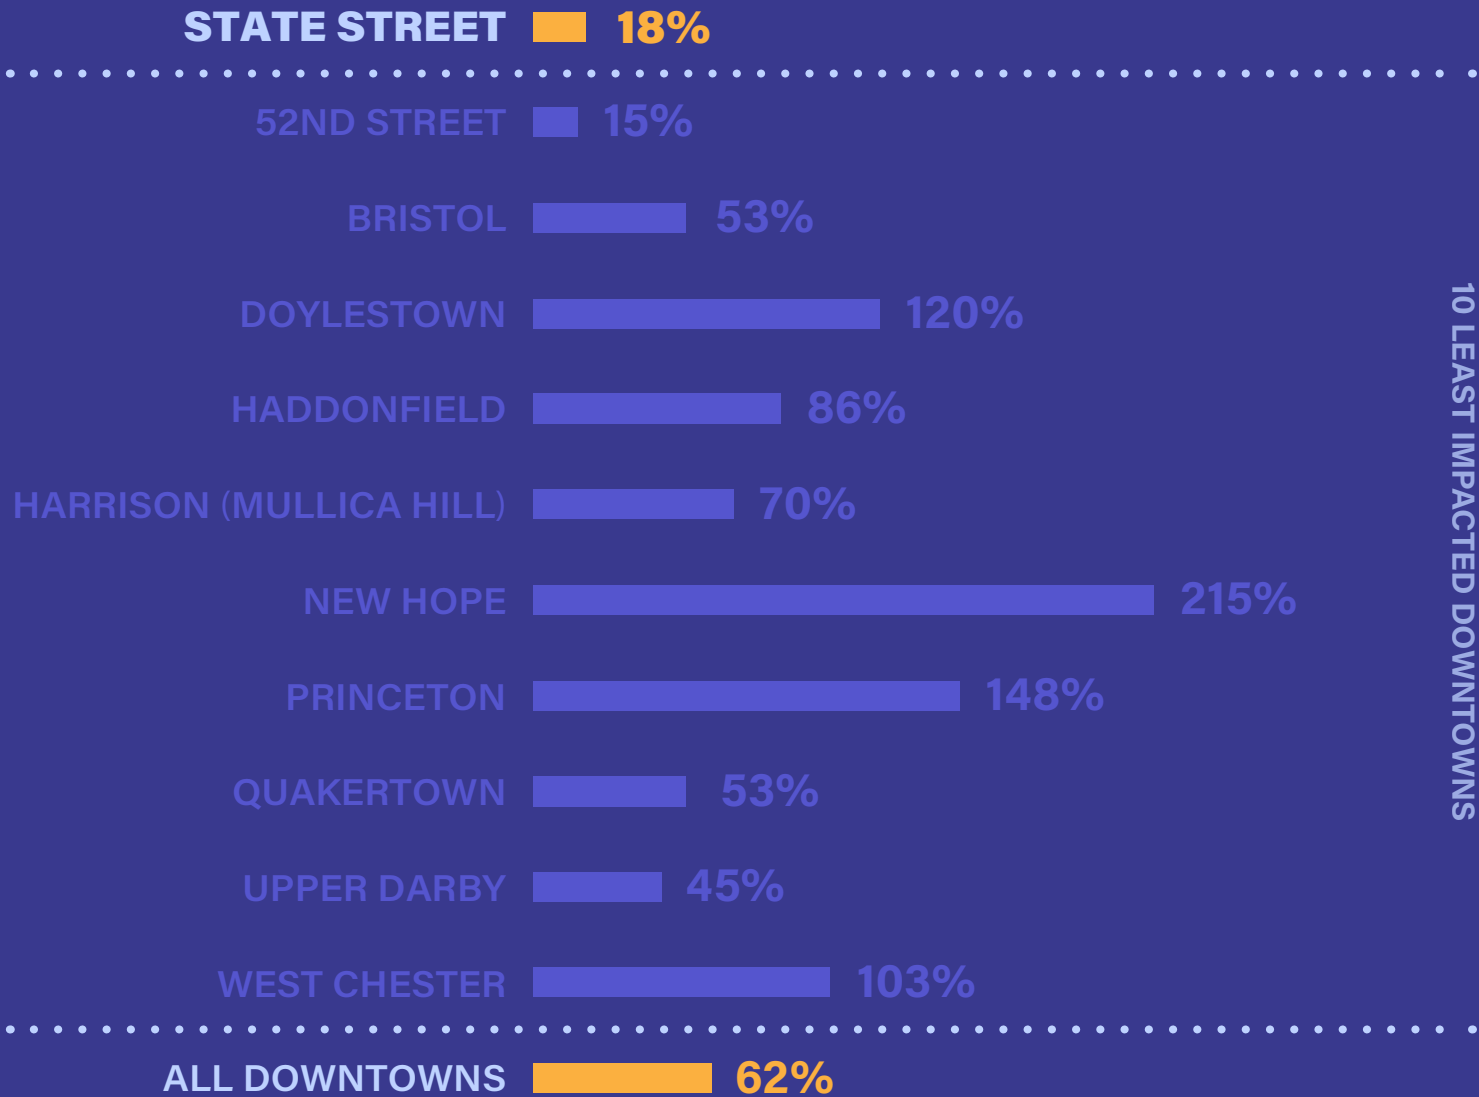 STATE STREET 18%
52ND STREET 15%
BRISTOL 53%
DOYLESTOWN 120%
HADDONFIELD 86%
HARRISON (MULLICA HILL) 70%
NEW HOPE 215%
PRINCETON 148%
QUAKERTOWN 53%
UPPER DARBY 45%
WEST CHESTER 103%
ALL DOWNTOWNS 62%
10 LEAST IMPACTED DOWNTOWNS